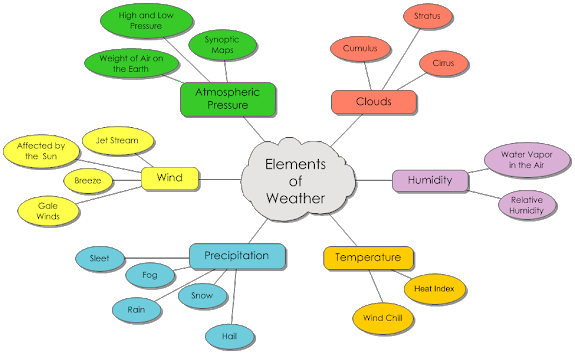 High and Low
Pressure
Synoptic
Maps
Weight of Air on
the Earth
Atmospheric
Pressure
Stratus
Cumulus
Cirrus
Clouds
Affected by
the Sun
Jet Stream
Breeze
Gale
Winds
Wind
Elements
of
Weather
Humidity
Water Vapor
in the Air
Relative
Humidity
Precipitation
Sleet
Fog
Rain
Snow
Hail
Temperature
Heat Index
Wind Chill